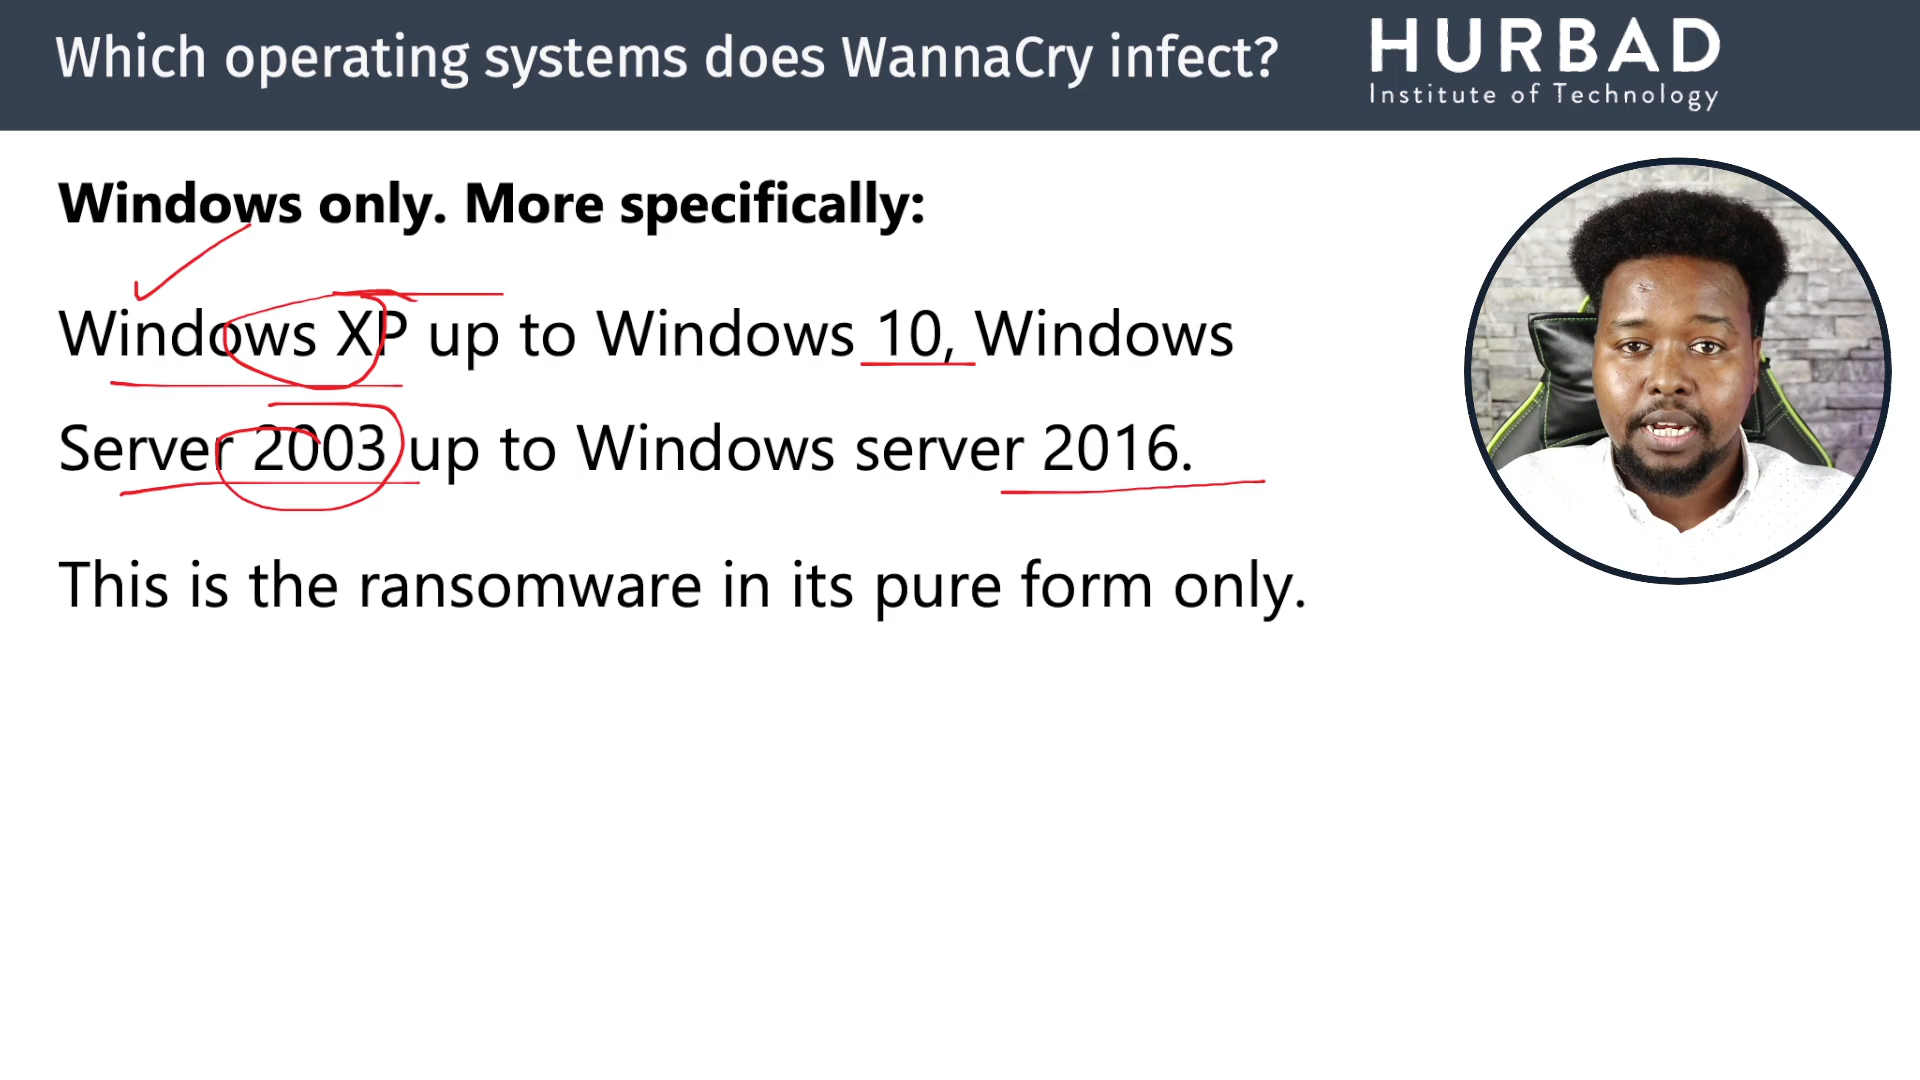 Which operating systems does WannaCry infect?
HURBAD
Institute of Technology
Windows only. More specifically:
Windows XP up to Windows 10, Windows
Server 2003 up to Windows server 2016.
This is the ransomware in its pure form only.